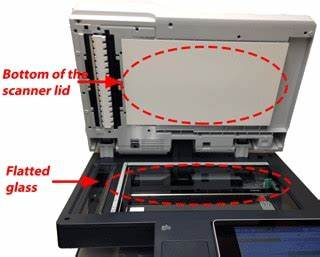 Bottom of the
scanner lid
Flatted
glass